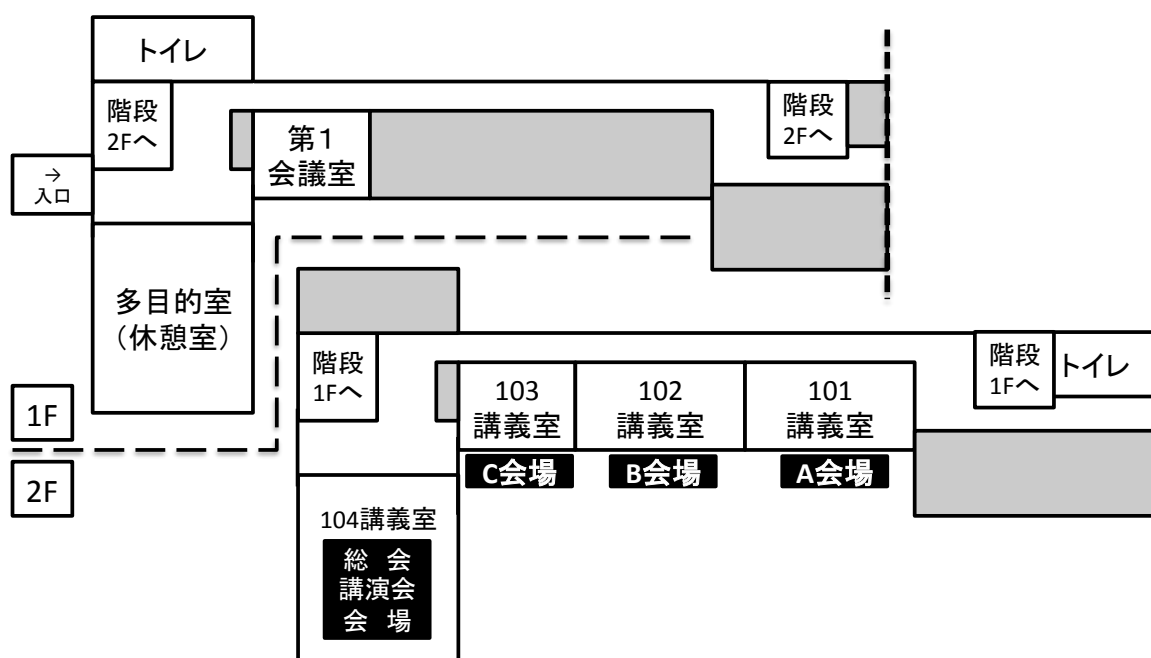 トイレ
階段
2Fへ
階段
2Fへ
第1
会議室
→
入口
多目的室
（休憩室）
1F
2F
階段
1Fへ
階段
1Fへ
トイレ
103
講義室
102
講義室
101
講義室
C会場
B会場
A会場
104講義室
総 会
講演会
会 場